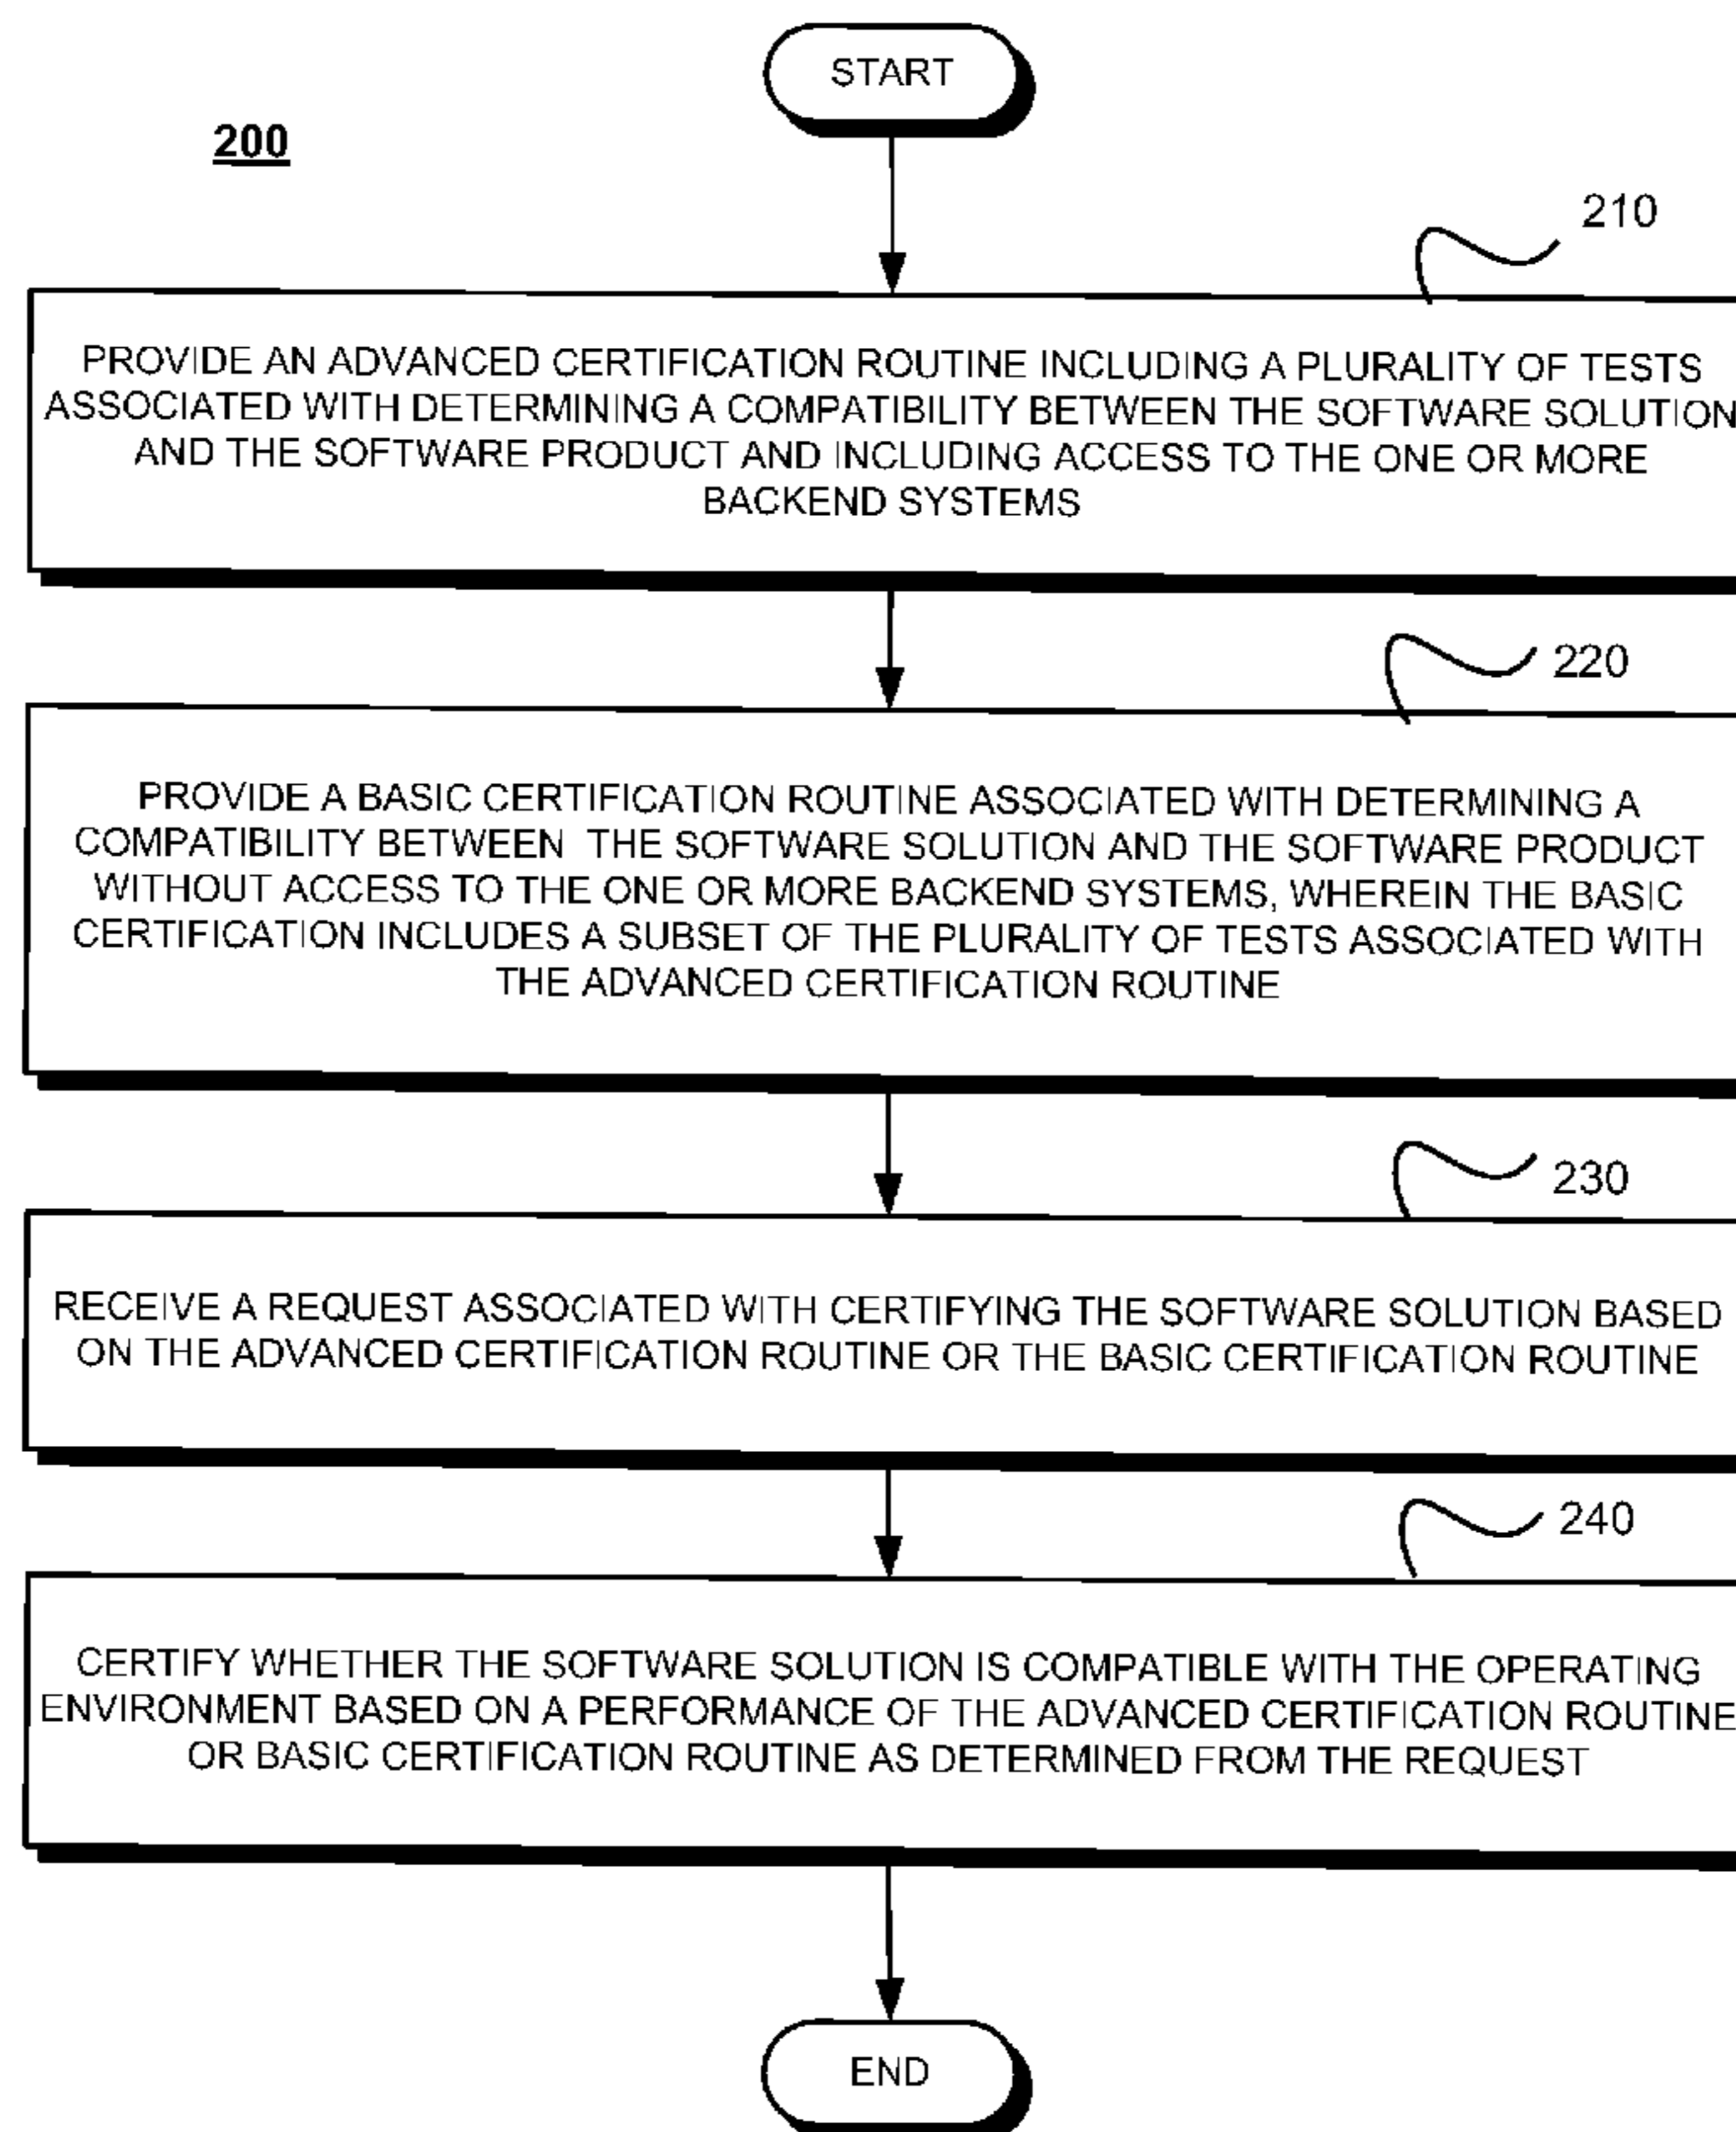 START
200
210
PROVIDE AN ADVANCED CERTIFICATION ROUTINE INCLUDING A PLURALITY OF TESTS
ASSOCIATED WITH DETERMINING A COMPATIBILITY BETWEEN THE SOFTWARE SOLUTION
AND THE SOFTWARE PRODUCT AND INCLUDING ACCESS TO THE ONE OR MORE
BACKEND SYSTEMS
220
PROVIDE A BASIC CERTIFICATION ROUTINE ASSOCIATED WITH DETERMINING A
COMPATIBILITY BETWEEN THE SOFTWARE SOLUTION AND THE SOFTWARE PRODUCT
WITHOUT ACCESS TO THE ONE OR MORE BACKEND SYSTEMS, WHEREIN THE BASIC
CERTIFICATION INCLUDES A SUBSET OF THE PLURALITY OF TESTS ASSOCIATED WITH
THE ADVANCED CERTIFICATION ROUTINE
230
RECEIVE A REQUEST ASSOCIATED WITH CERTIFYING THE SOFTWARE SOLUTION BASED
ON THE ADVANCED CERTIFICATION ROUTINE OR THE BASIC CERTIFICATION ROUTINE
240
CERTIFY WHETHER THE SOFTWARE SOLUTION IS COMPATIBLE WITH THE OPERATING
ENVIRONMENT BASED ON A PERFORMANCE OF THE ADVANCED CERTIFICATION ROUTINE
OR BASIC CERTIFICATION ROUTINE AS DETERMINED FROM THE REQUEST
END